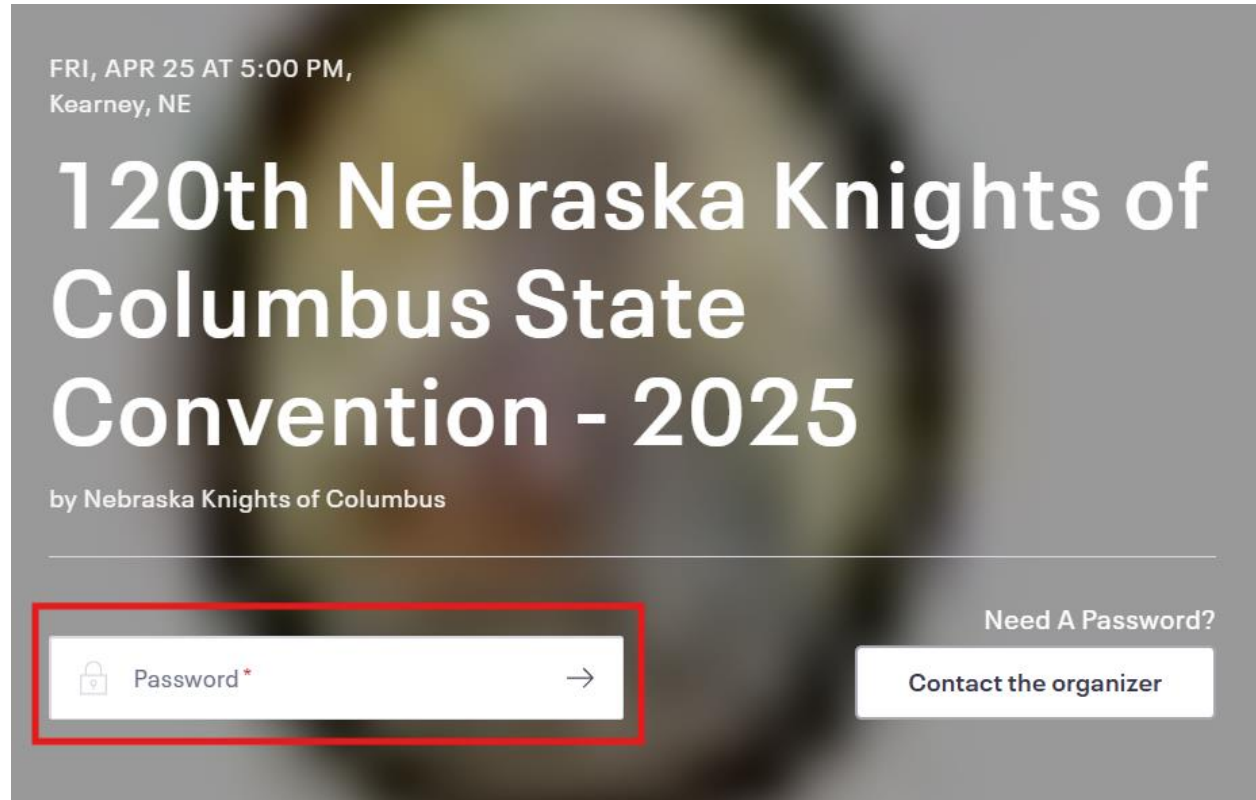 FRI, APR 25 AT 5:00 PM,
Kearney, NE
120th Nebraska Knights of
Columbus State
Convention - 2025
by Nebraska Knights of Columbus
Need A Password?
Password *
Contact the organizer